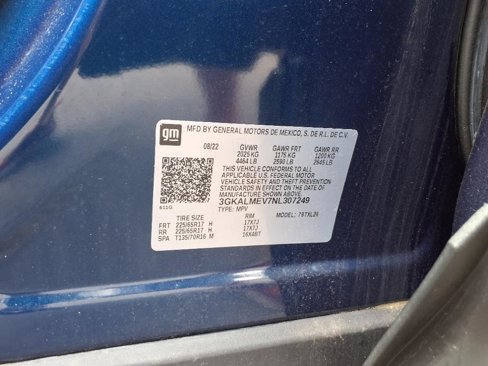 gm
MFD BY GENERAL MOTORS DE MEXICO, S. DE R.L. DE C.V.
08/22 GVWR GAWR FRT GAWR RR
2025 KG 1175 KG 1200 KG
4464 LB 2590 LB 2645 LB
THIS VEHICLE CONFORMS TO ALL
APPLICABLE U.S. FEDERAL MOTOR
VEHICLE SAFETY AND THEFT PREVENTION
STANDARDS IN EFFECT ON THE DATE OF
MANUFACTURE SHOWN ABOVE.
3GKALMEV7NL307249
TYPE: MPV
TIRE SIZE RIM
FRT 225/65R17 H 17X7J
RR 225/65R17 H 17X7J
SPA T135/70R16 M 16X4BT